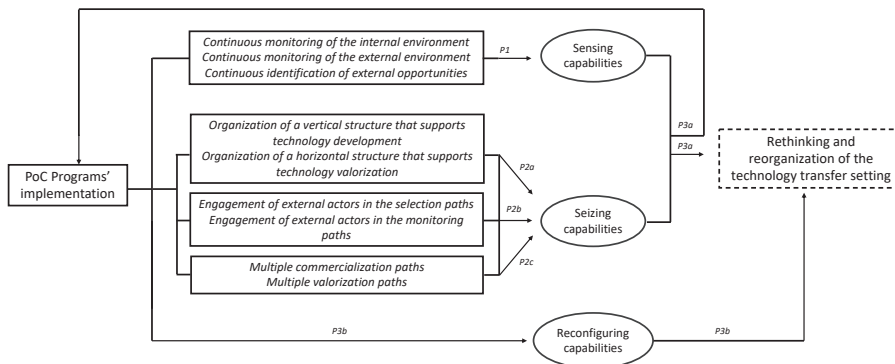 Continuous monitoring of the internal environment
Continuous monitoring of the external environment
Continuous identification of external opportunities
P1
Sensing
capabilities
P3a
P3a
Organization of a vertical structure that supports
technology development
Organization of a horizontal structure that supports
technology valorization
P2a
Rethinking and
reorganization of the
technology transfer setting
PoC Programs’
implementation
Engagement of external actors in the selection paths
Engagement of external actors in the monitoring
paths
P2b
Seizing
capabilities
Multiple commercialization paths
Multiple valorization paths
P2c
P3b
Reconfiguring
capabilities
P3b